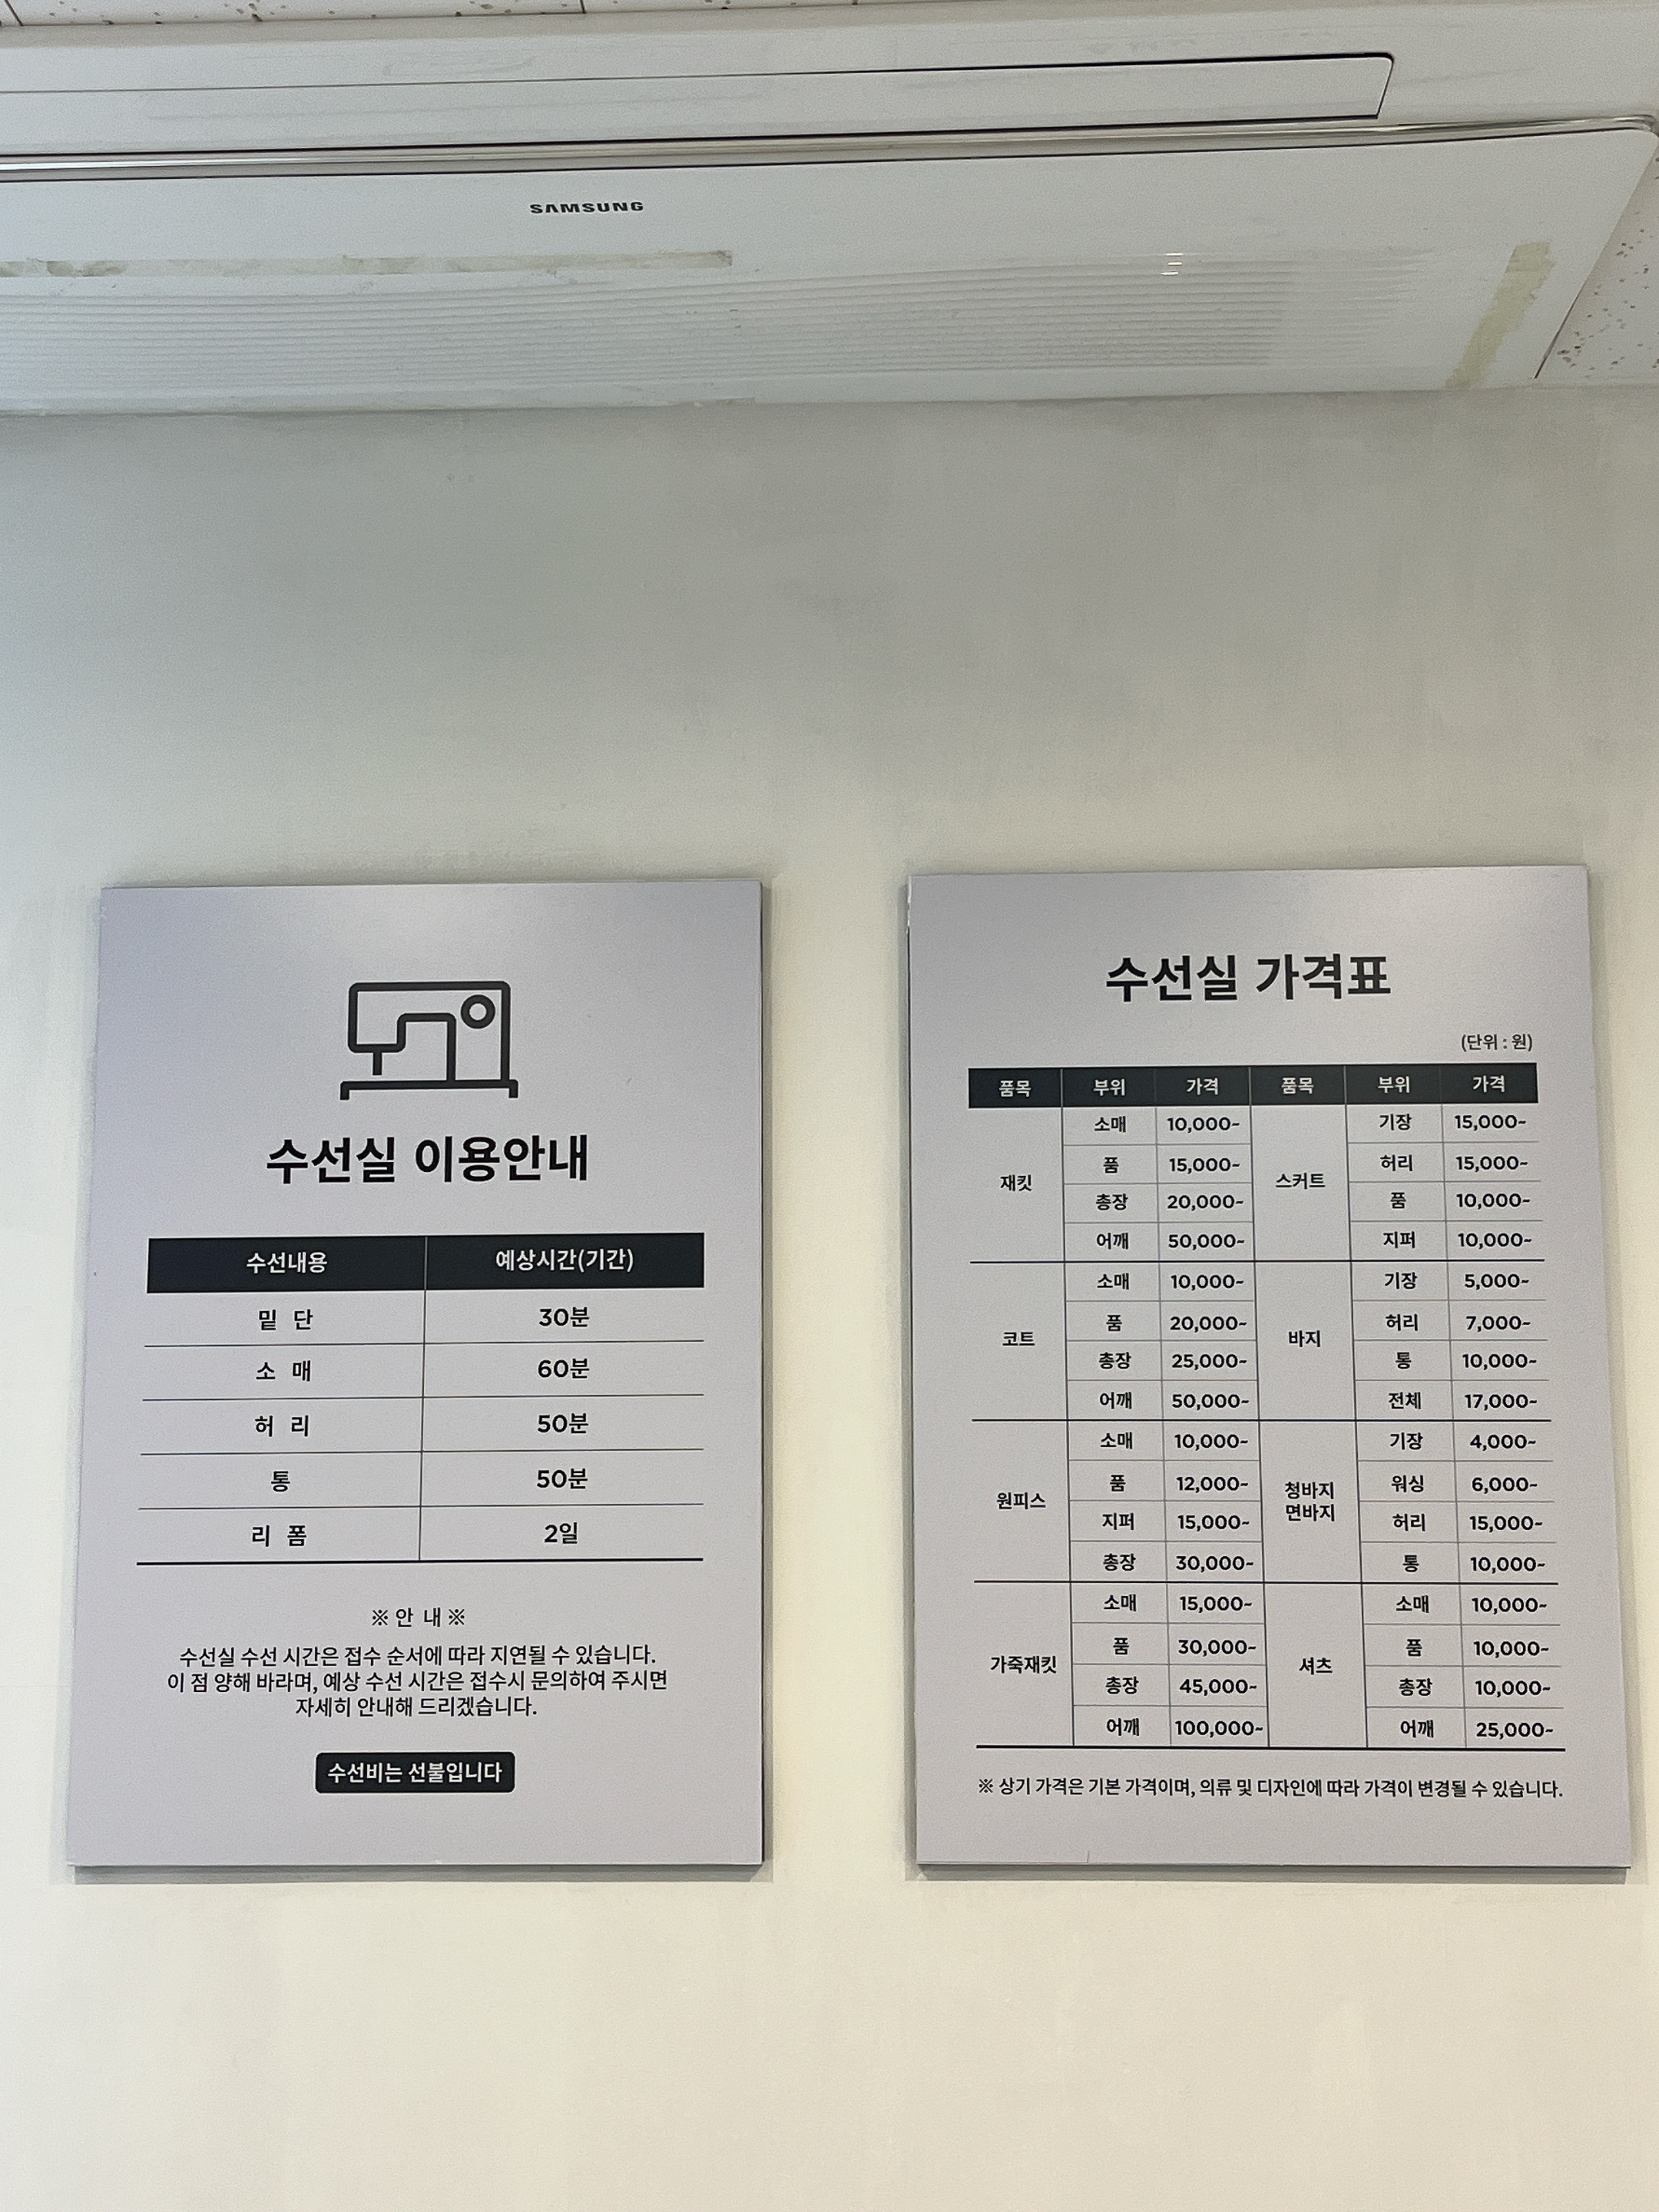 SAMSUNG
수선실 이용안내
수선내용 예상시간(기간)
밑 단 30분
소 매 60분
허 리 50분
통 50분
리 폼 2일
※ 안 내 ※
수선실 수선 시간은 접수 순서에 따라 지연될 수 있습니다.
이 점 양해 바라며, 예상 수선 시간은 접수시 문의하여 주시면
자세히 안내해 드리겠습니다.
수선비는 선불입니다
수선실 가격표
(단위 : 원)
품목 부위 가격 품목 부위 가격
재킷 소매 10,000~ 스커트 기장 15,000~
품 15,000~ 허리 15,000~
총장 20,000~ 품 10,000~
어깨 50,000~ 지퍼 10,000~
코트 소매 10,000~ 바지 기장 5,000~
품 20,000~ 허리 7,000~
총장 25,000~ 통 10,000~
어깨 50,000~ 전체 17,000~
원피스 소매 10,000~ 청바지 면바지 기장 4,000~
품 12,000~ 워싱 6,000~
지퍼 15,000~ 허리 15,000~
총장 30,000~ 통 10,000~
가죽재킷 소매 15,000~ 셔츠 소매 10,000~
품 30,000~ 품 10,000~
총장 45,000~ 총장 10,000~
어깨 100,000~ 어깨 25,000~
※ 상기 가격은 기본 가격이며, 의류 및 디자인에 따라 가격이 변경될 수 있습니다.